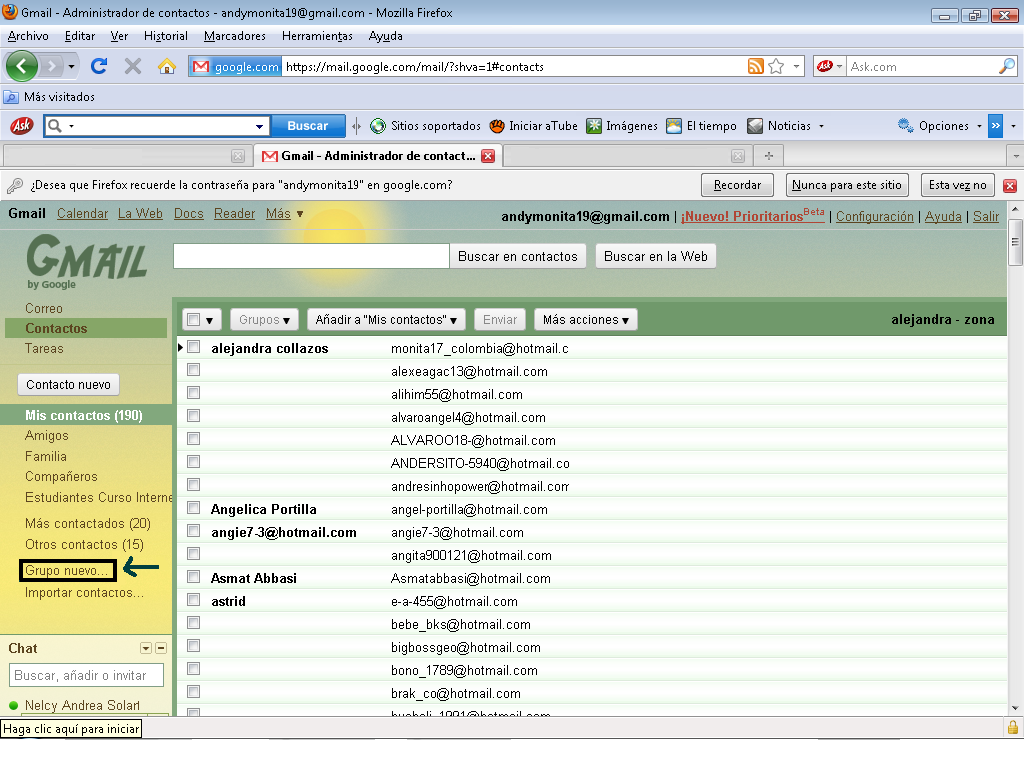 Gmail - Administrador de contactos - andymonita19@gmail.com - Mozilla Firefox
Archivo Editar Ver Historial Marcadores Herramientas Ayuda
google.com https://mail.google.com/mail/?shva=1#contacts Ask Ask.com
Más visitados
Ask Buscar Sitios soportados Iniciar aTube Imágenes El tiempo Noticias Opciones »
Gmail - Administrador de contact...
¿Desea que Firefox recuerde la contraseña para "andymonita19" en google.com? Recordar Nunca para este sitio Esta vez no
Gmail Calendar La Web Docs Reader Más ▼ andymonita19@gmail.com | ¡Nuevo! Prioritarios Beta | Configuración | Ayuda | Salir
GMAIL
by Google
Buscar en contactos Buscar en la Web
Correo
Contactos
Tareas
Contacto nuevo
Mis contactos (190)
Amigos
Familia
Compañeros
Estudiantes Curso Interne
Más contactados (20)
Otros contactos (15)
Grupo nuevo...
Importar contactos...
Chat
Buscar, añadir o invitar
Nelcy Andrea Solarl
Haga clic aquí para iniciar
Grupos ▼ Añadir a "Mis contactos" ▼ Enviar Más acciones ▼ alejandra - zona
alejandra collazos monita17_colombia@hotmail.c
alexeagac13@hotmail.com
alihim55@hotmail.com
alvaroangel4@hotmail.com
ALVAROO18-@hotmail.com
ANDERSITO-5940@hotmail.co
andresinhopower@hotmail.com
Angelica Portilla angel-portilla@hotmail.com
angie7-3@hotmail.com angie7-3@hotmail.com
angita900121@hotmail.com
Asmat Abbasi Asmatabbasi@hotmail.com
astrid e-a-455@hotmail.com
bebe_bks@hotmail.com
bigbossgeo@hotmail.com
bono_1789@hotmail.com
brak_co@hotmail.com